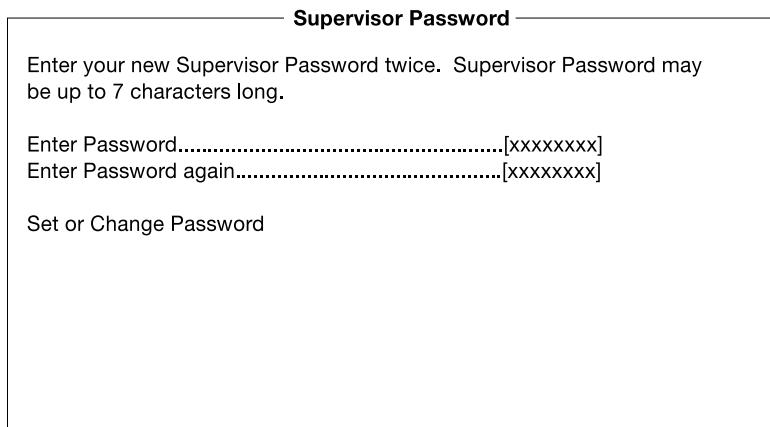 Supervisor Password
Enter your new Supervisor Password twice. Supervisor Password may
be up to 7 characters long.
Enter Password......................................................[xxxxxxxx]
Enter Password again............................................[xxxxxxxx]
Set or Change Password